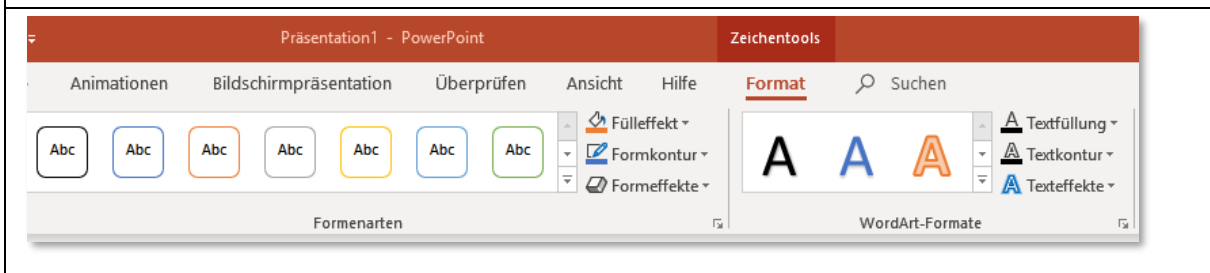 Präsentation1 - PowerPoint Zeichentools
Animationen Bildschirmpräsentation Überprüfen Ansicht Hilfe Format Suchen
Abc Abc Abc Abc Abc Abc Abc
Fülleffekt
Formkontur
Formeffekte
Formenarten
A A A
A Textfüllung
A Textkontur
A Texteffekte
WordArt-Formate